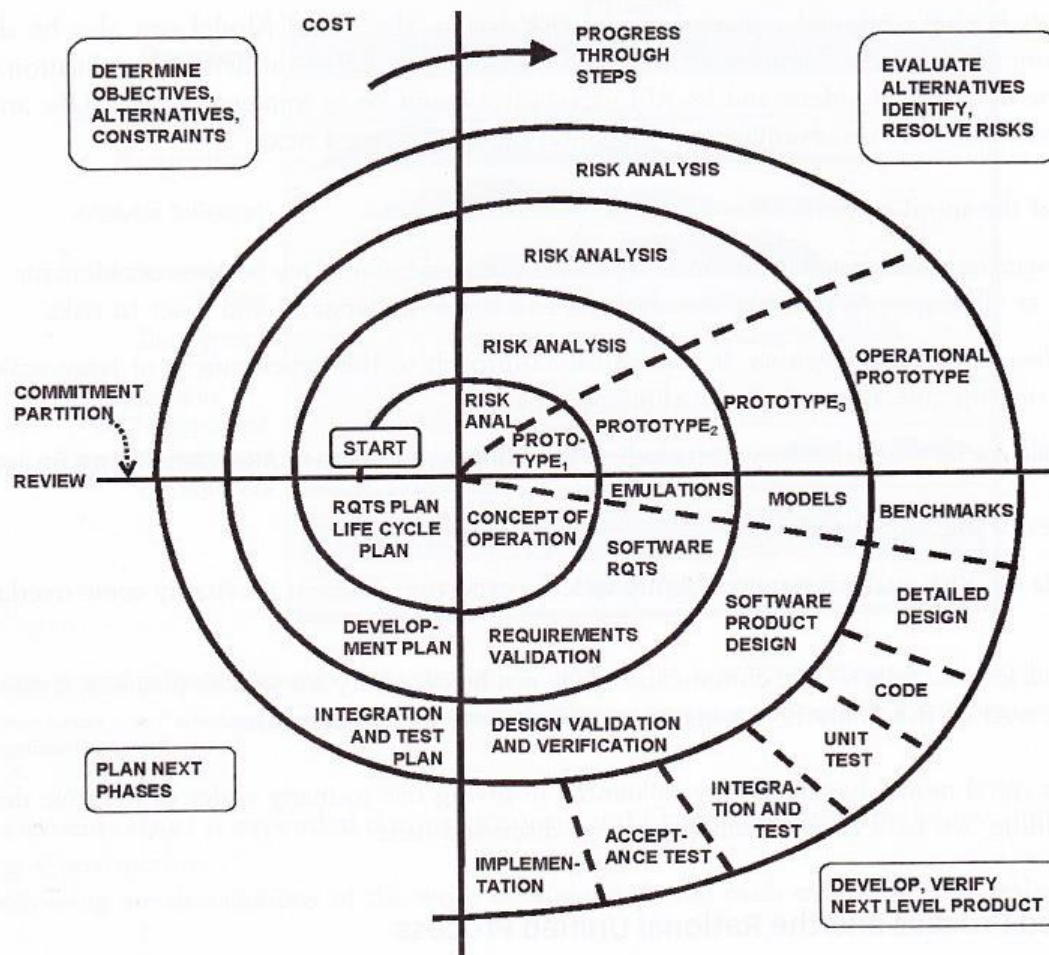 COST
PROGRESS
THROUGH
STEPS
DETERMINE
OBJECTIVES,
ALTERNATIVES,
CONSTRAINTS
EVALUATE
ALTERNATIVES
IDENTIFY,
RESOLVE RISKS
RISK ANALYSIS
RISK ANALYSIS
RISK ANALYSIS
RISK
ANAL.
OPERATIONAL
PROTOTYPE
PROTOTYPE3
PROTOTYPE2
PROTO-
TYPE1
COMMITMENT
PARTITION
START
REVIEW
EMULATIONS
MODELS
BENCHMARKS
RQTS PLAN
LIFE CYCLE
PLAN
CONCEPT OF
OPERATION
SOFTWARE
RQTS
SOFTWARE
PRODUCT
DESIGN
DETAILED
DESIGN
DEVELOP-
MENT PLAN
REQUIREMENTS
VALIDATION
CODE
UNIT
TEST
INTEGRATION
AND TEST
PLAN
DESIGN VALIDATION
AND VERIFICATION
PLAN NEXT
PHASES
INTEGRA-
TION AND
TEST
ACCEPT-
ANCE TEST
IMPLEMEN-
TATION
DEVELOP, VERIFY
NEXT LEVEL PRODUCT